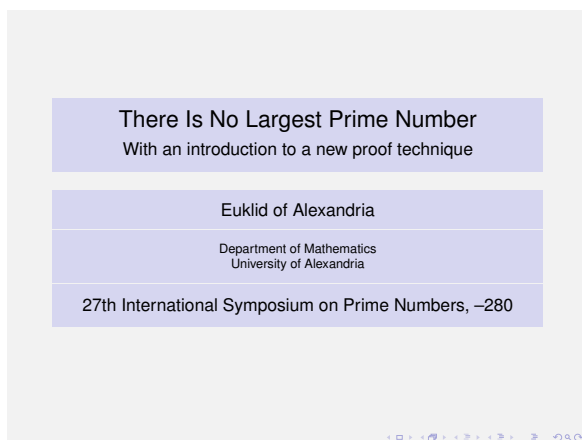 There Is No Largest Prime Number
With an introduction to a new proof technique
Euklid of Alexandria
Department of Mathematics
University of Alexandria
27th International Symposium on Prime Numbers, –280